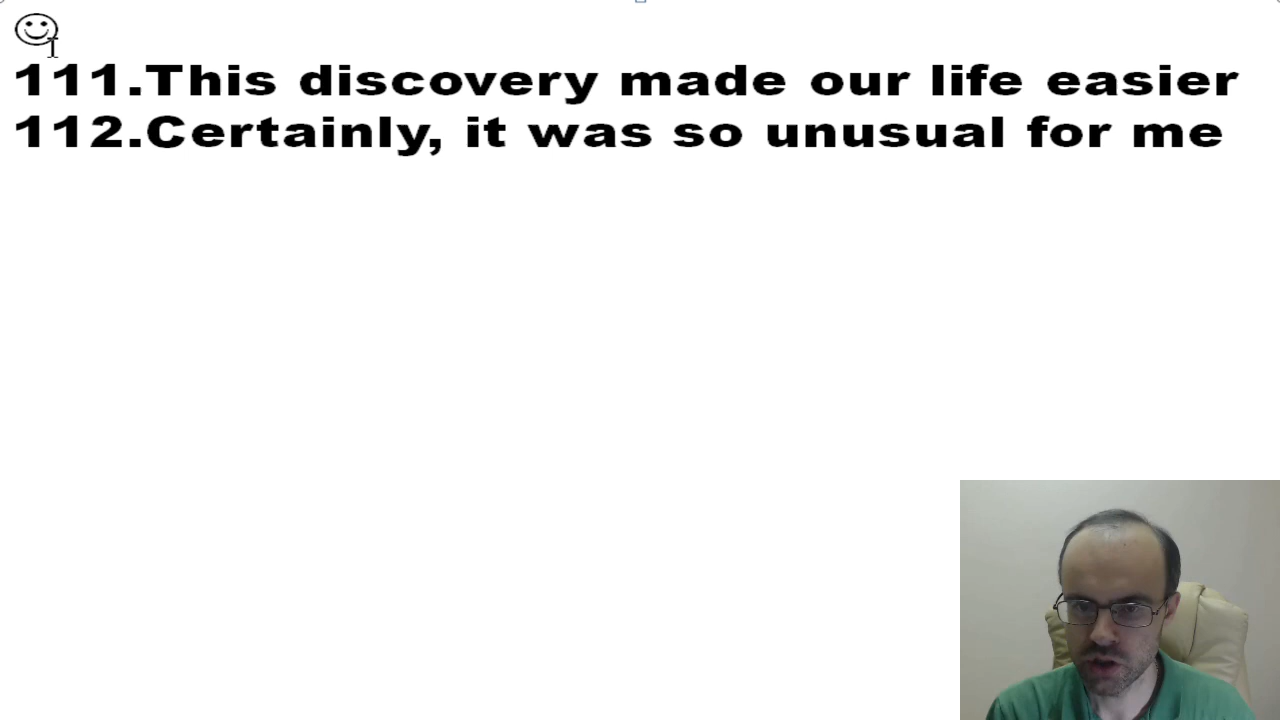 111.This discovery made our life easier
112.Certainly, it was so unusual for me